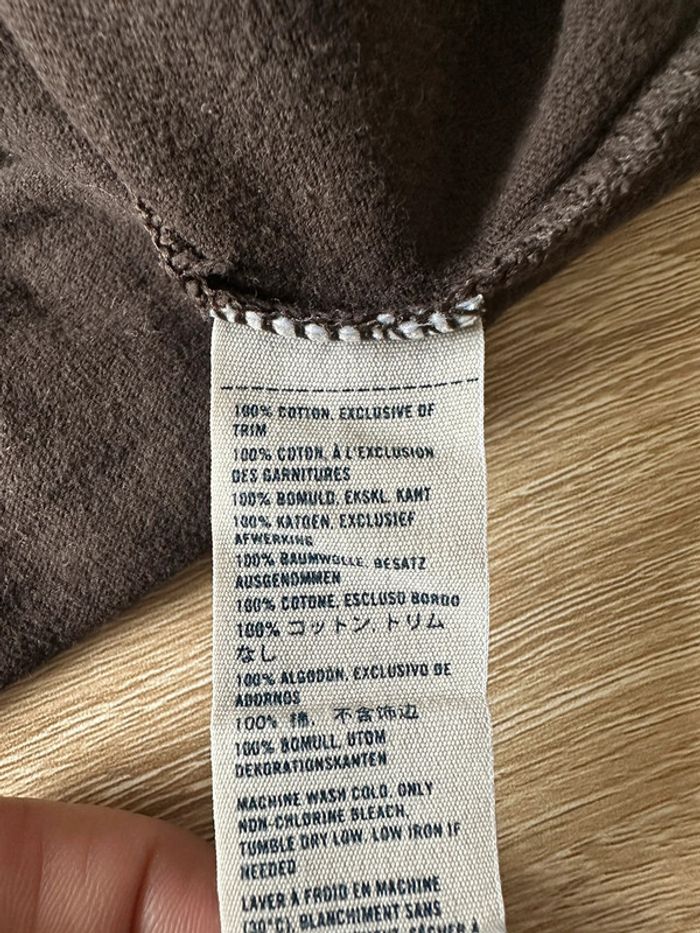 100% COTTON, EXCLUSIVE OF
TRIM
100% COTON, À L'EXCLUSION
DES GARNITURES
100% BOMULD, EKSKL. KANT
100% KATOEN, EXCLUSIEF
AFWERKING
100% BAUMWOLLE, BESATZ
AUSGENOMMEN
100% COTONE, ESCLUSO BORDO
100% コットン,トリム
なし
100% ALGODÓN, EXCLUSIVO DE
ADORNOS
100% 棉, 不含饰边
100% BOMULL, UTOM
DEKORATIONSKANTEN
MACHINE WASH COLD, ONLY
NON-CHLORINE BLEACH,
TUMBLE DRY LOW, LOW IRON IF
NEEDED
LAVER À FROID EN MACHINE
(30°C), BLANCHIMENT SANS